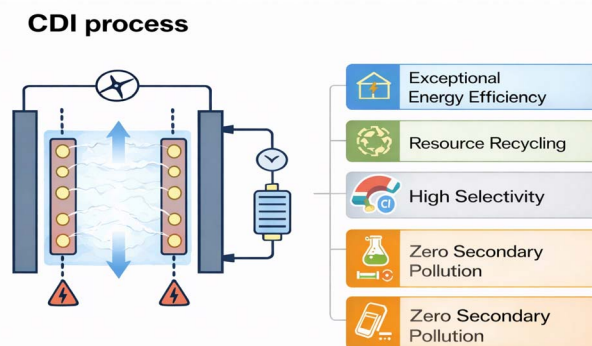 CDI process
Exceptional
Energy Efficiency
Resource Recycling
Cl
High Selectivity
Zero Secondary
Pollution
Zero Secondary
Pollution